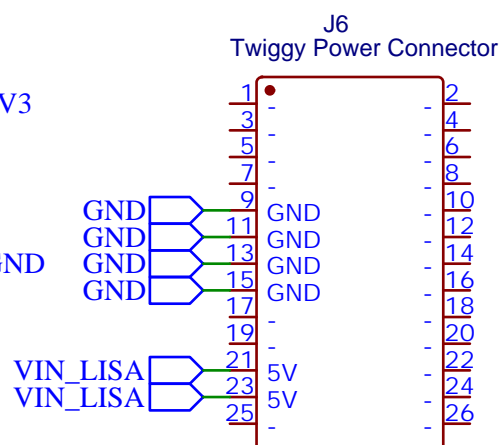 J6
Twiggy Power Connector
V3
1 2
- -
3 4
- -
5 6
- -
7 8
- -
GND 9 GND 10
-
GND 11 GND 12
-
GND 13 GND 14
-
GND 15 GND 16
-
GND
17 18
- -
19 20
- -
VIN_LISA 21 5V 22
-
VIN_LISA 23 5V 24
-
25 26
- -